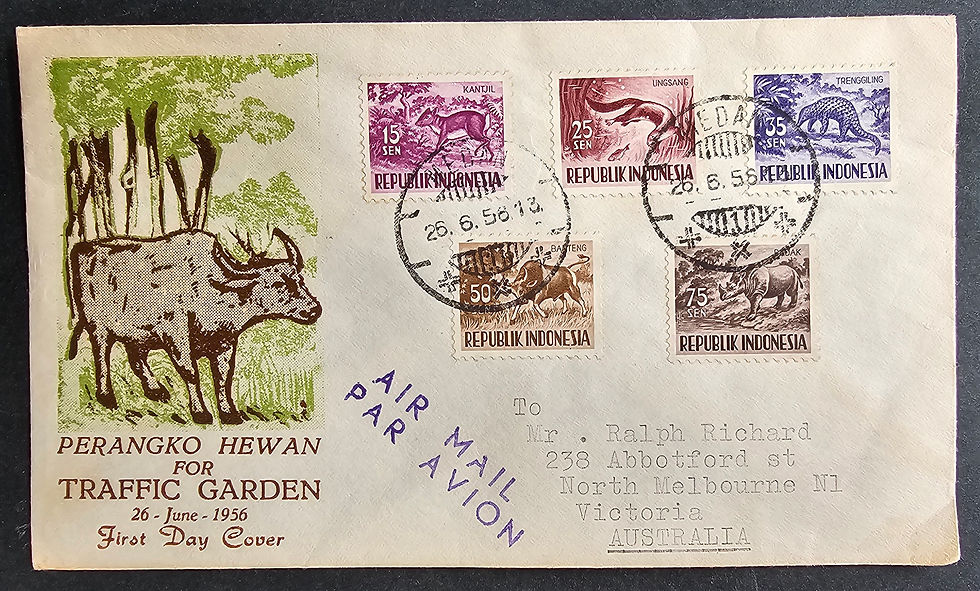 KANTJIL
15
SEN
REPUBLIK INDONESIA
UNGSANG
25
SEN
REPUBLIK INDONESIA
TRENGGILING
35
SEN
REPUBLIK INDONESIA
26.6.56.13
26.6.56
BANTENG
50
REPUBLIK INDONESIA
75
SEN
REPUBLIK INDONESIA
PERANGKO HEWAN
FOR
TRAFFIC GARDEN
26 - June - 1956
First Day Cover
AIR MAIL
PAR AVION
To
Mr . Ralph Richard
238 Abbotford st
North Melbourne N1
Victoria
AUSTRALIA